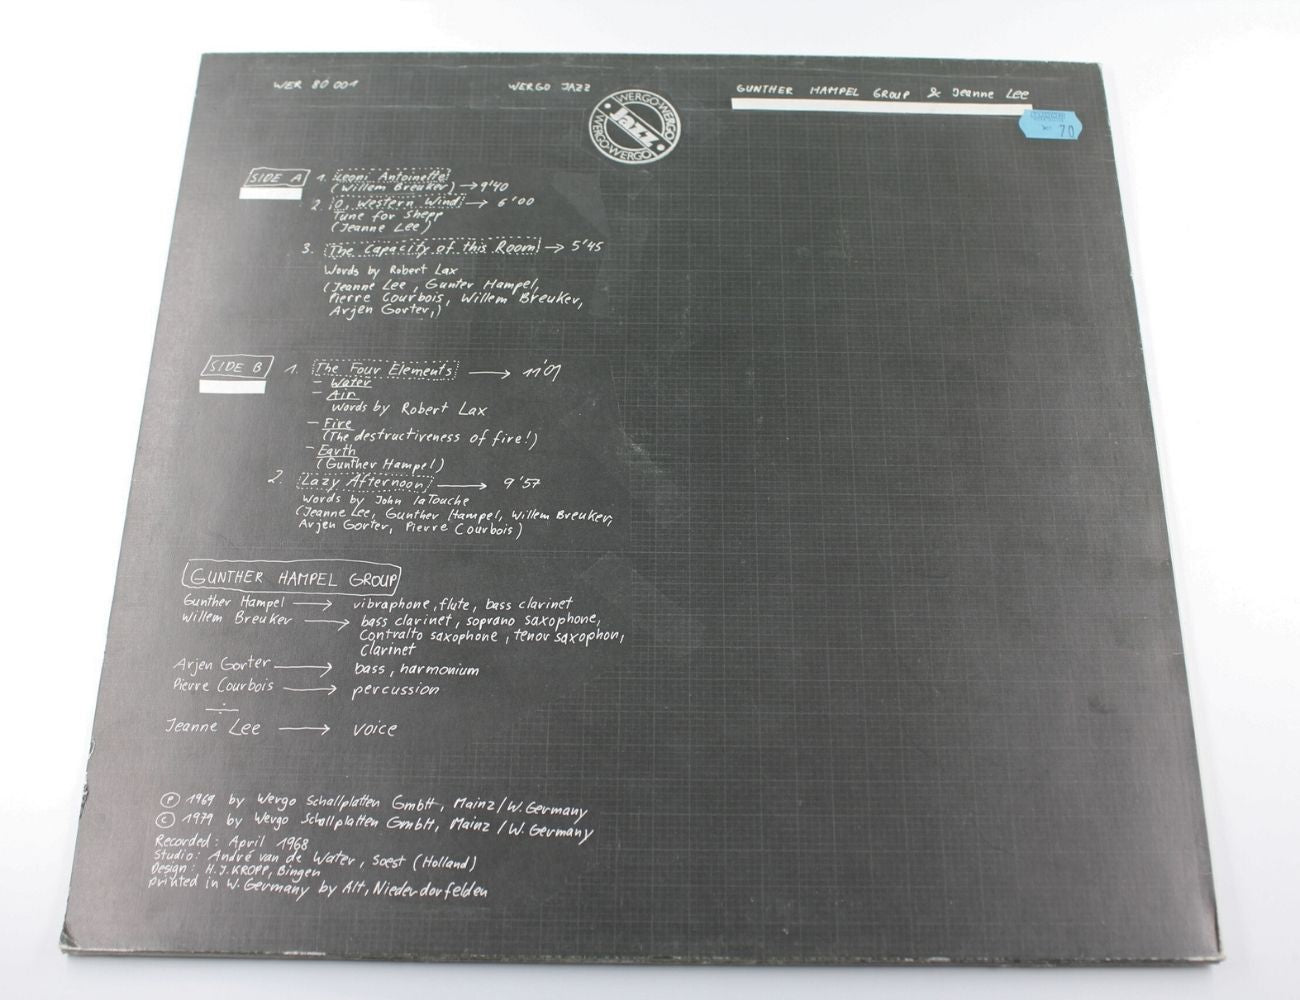 WER 80 001
WERGO JAZZ
GUNTHER HAMPEL GROUP & Jeanne Lee
WERGO·WERGO
Jazz
WERGO·WERGO
70
SIDE A
1. Leoni Antoinette
(Willem Breuker) → 9'40
2. O, Western Wind → 6'00
Tune for Shepp
(Jeanne Lee)
3. The Capacity of this Room → 5'45
Words by Robert Lax
(Jeanne Lee, Gunter Hampel,
Pierre Courbois, Willem Breuker,
Arjen Gorter,)
SIDE B
1. The Four Elements → 11'01
- Water
- Air
Words by Robert Lax
- Fire
(The destructiveness of fire!)
- Earth
(Gunther Hampel)
2. Lazy Afternoon → 9'57
Words by John laTouche
(Jeanne Lee, Gunther Hampel, Willem Breuker,
Arjen Gorter, Pierre Courbois)
GUNTHER HAMPEL GROUP
Gunther Hampel → vibraphone, flute, bass clarinet
Willem Breuker → bass clarinet, soprano saxophone,
contralto saxophone, tenor saxophon,
clarinet
Arjen Gorter → bass, harmonium
Pierre Courbois → percussion
Jeanne Lee → voice
Ⓟ 1969 by Wergo Schallplatten GmbH, Mainz/W.Germany
© 1979 by Wergo Schallplatten GmbH, Mainz/W.Germany
Recorded: April 1968
Studio: André van de Water, Soest (Holland)
Design: H.J.KROPP, Bingen
printed in W.Germany by Alt, Niederdorfelden